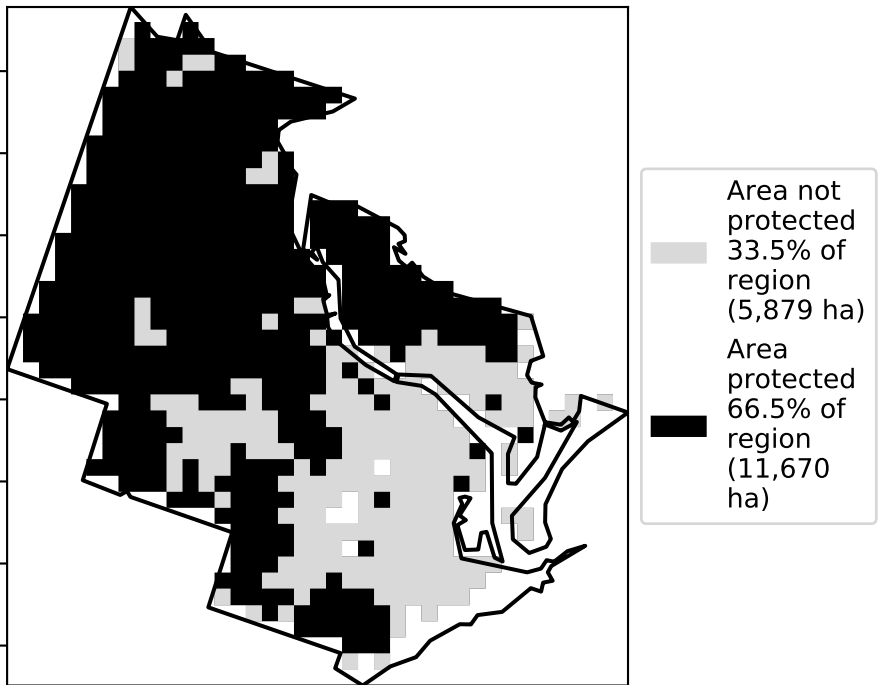 Area not
protected
33.5% of
region
(5,879 ha)
Area
protected
66.5% of
region
(11,670
ha)